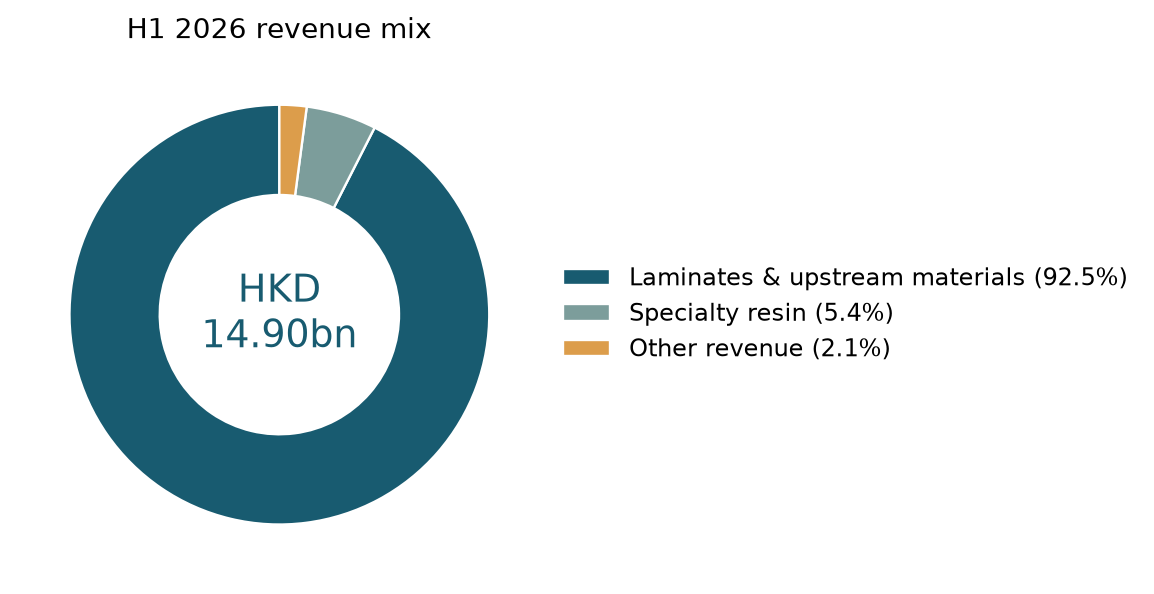 H1 2026 revenue mix
HKD
14.90bn
Laminates & upstream materials (92.5%)
Specialty resin (5.4%)
Other revenue (2.1%)